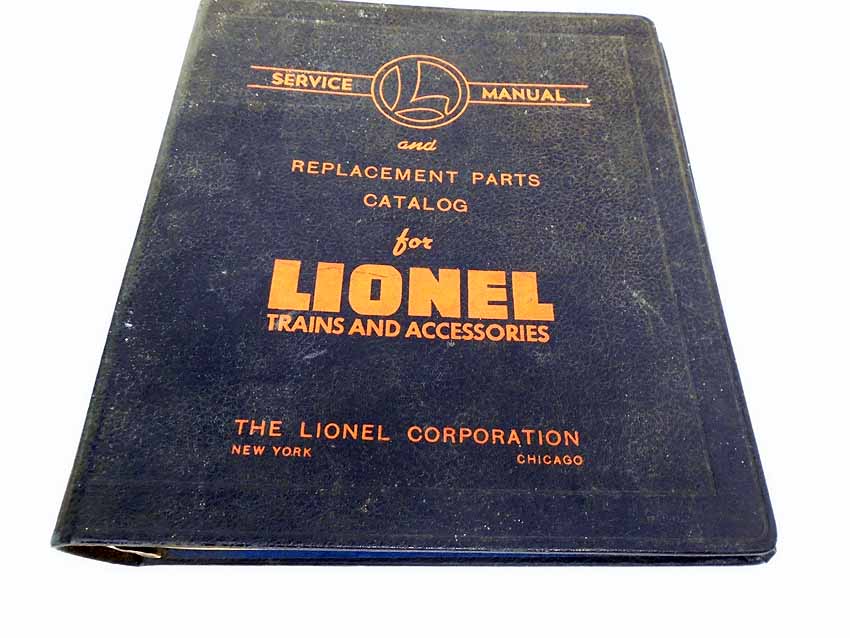 SERVICE L MANUAL
and
REPLACEMENT PARTS
CATALOG
for
LIONEL
TRAINS AND ACCESSORIES
THE LIONEL CORPORATION
NEW YORK CHICAGO